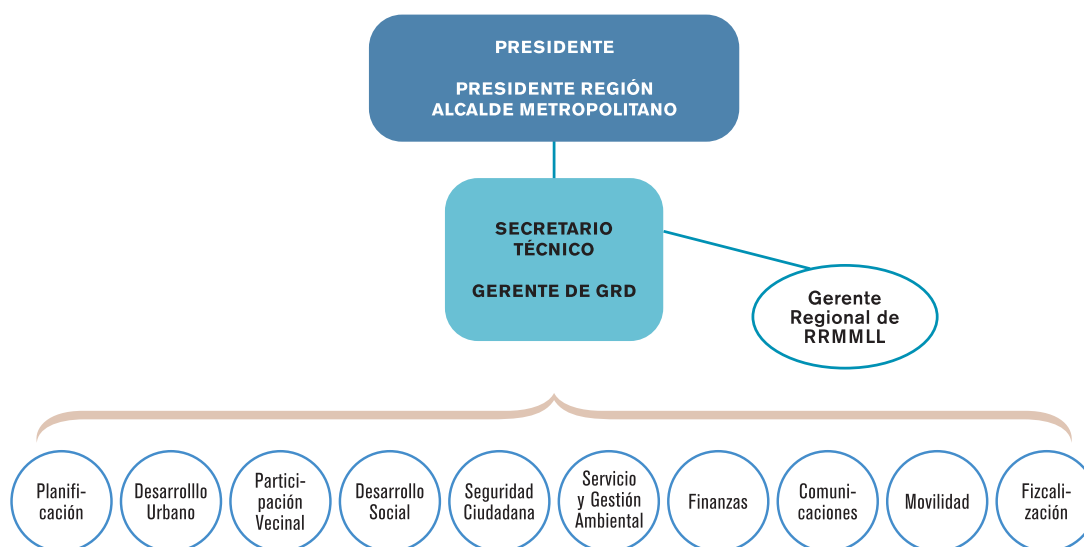 PRESIDENTE
PRESIDENTE REGIÓN
ALCALDE METROPOLITANO
SECRETARIO
TÉCNICO
GERENTE DE GRD
Gerente
Regional de
RRMMLL
Planifi-
cación
Desarrolllo
Urbano
Partici-
pación
Vecinal
Desarrollo
Social
Seguridad
Ciudadana
Servicio
y Gestión
Ambiental
Finanzas
Comuni-
caciones
Movilidad
Fizcali-
zación